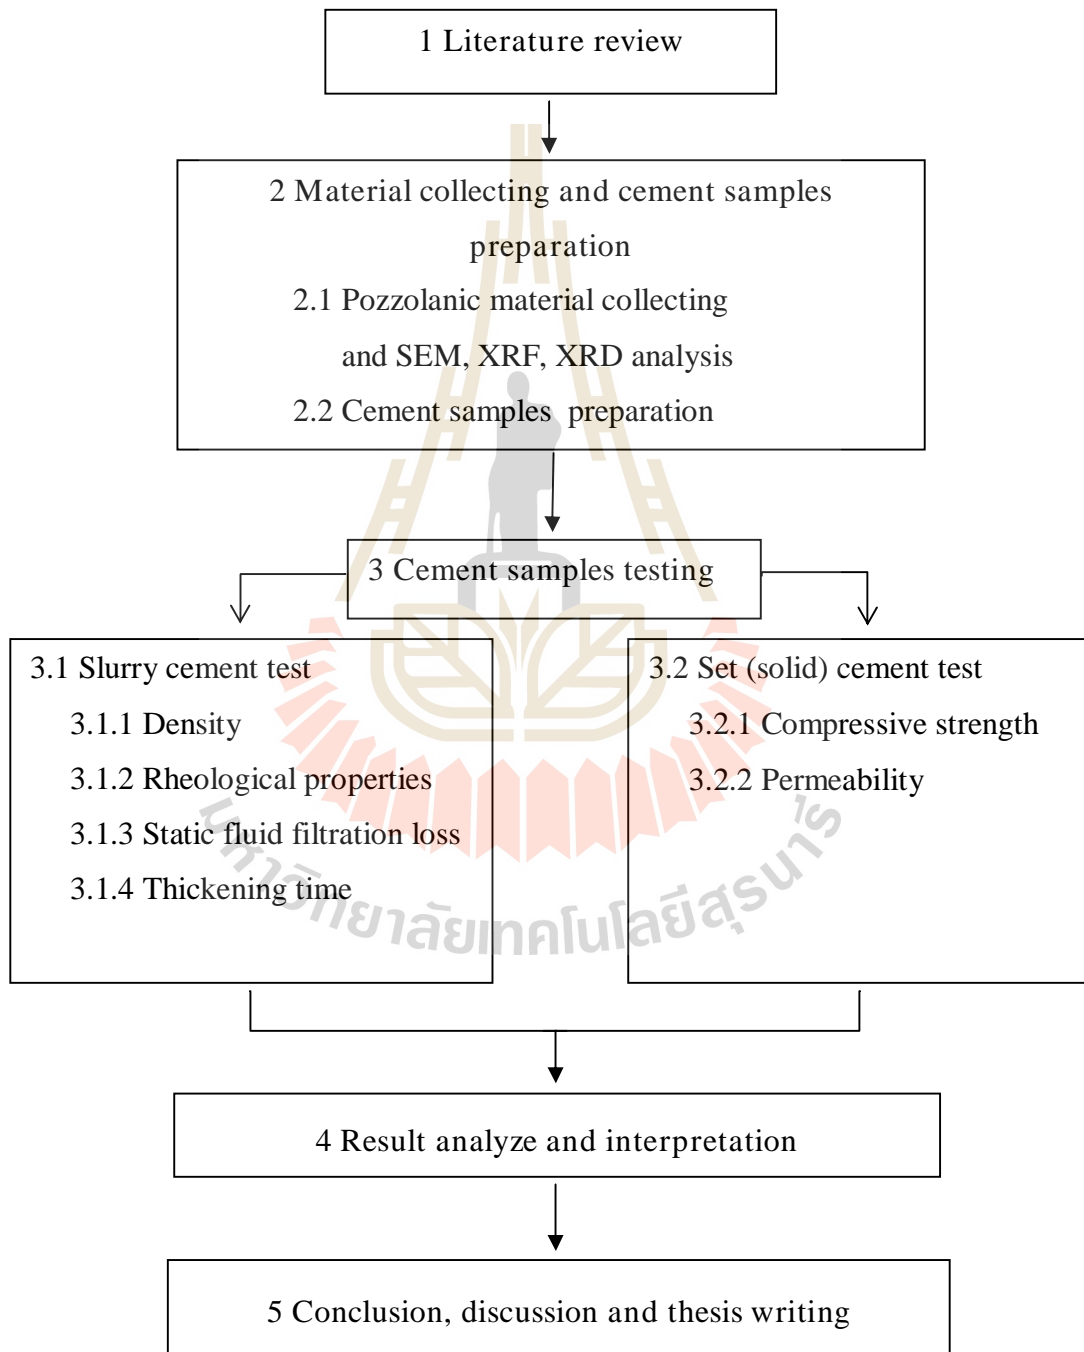 1 Literature review
2 Material collecting and cement samples
preparation
2.1 Pozzolanic material collecting
and SEM, XRF, XRD analysis
2.2 Cement samples preparation
3 Cement samples testing
3.1 Slurry cement test
3.1.1 Density
3.1.2 Rheological properties
3.1.3 Static fluid filtration loss
3.1.4 Thickening time
3.2 Set (solid) cement test
3.2.1 Compressive strength
3.2.2 Permeability
มหาวิทยาลัยเทคโนโลยีสุรนารี
4 Result analyze and interpretation
5 Conclusion, discussion and thesis writing